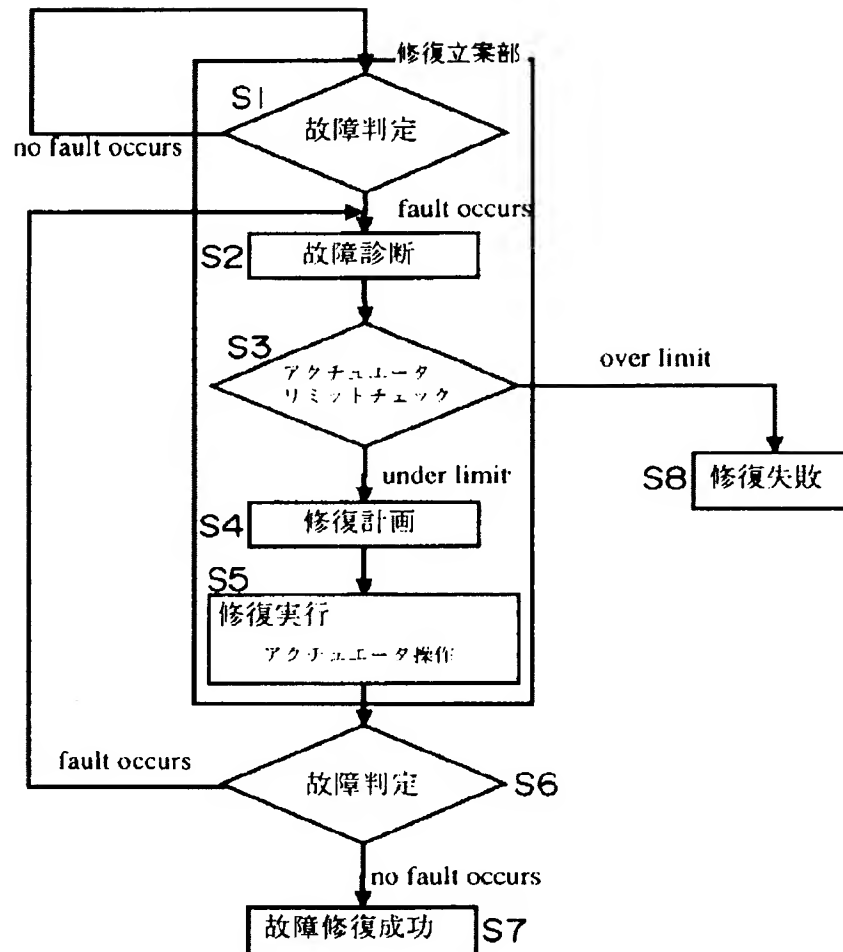 修復立案部
S1
故障判定
no fault occurs
fault occurs
S2
故障診断
S3
アクチュエータ
リミットチェック
over limit
under limit
S8
修復失敗
S4
修復計画
S5
修復実行
アクチュエータ操作
fault occurs
故障判定
S6
no fault occurs
故障修復成功
S7